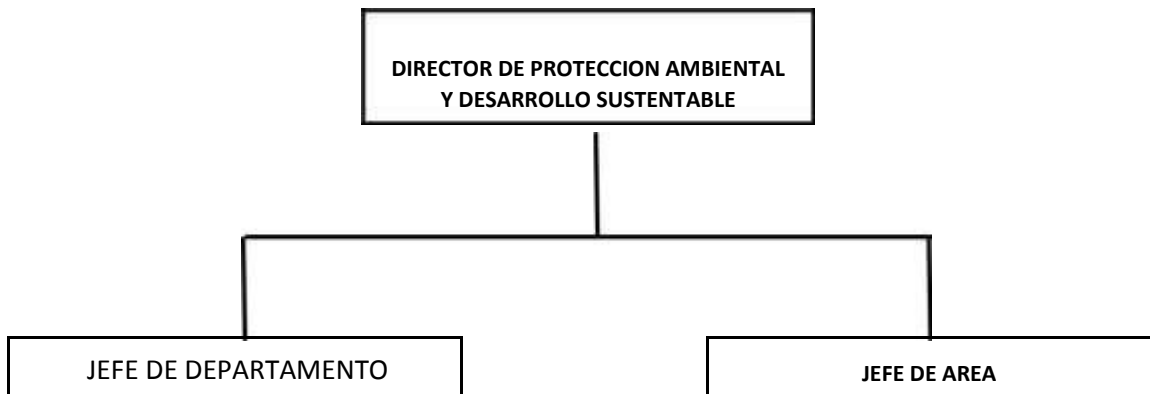 DIRECTOR DE PROTECCION AMBIENTAL
Y DESARROLLO SUSTENTABLE
JEFE DE DEPARTAMENTO
JEFE DE AREA